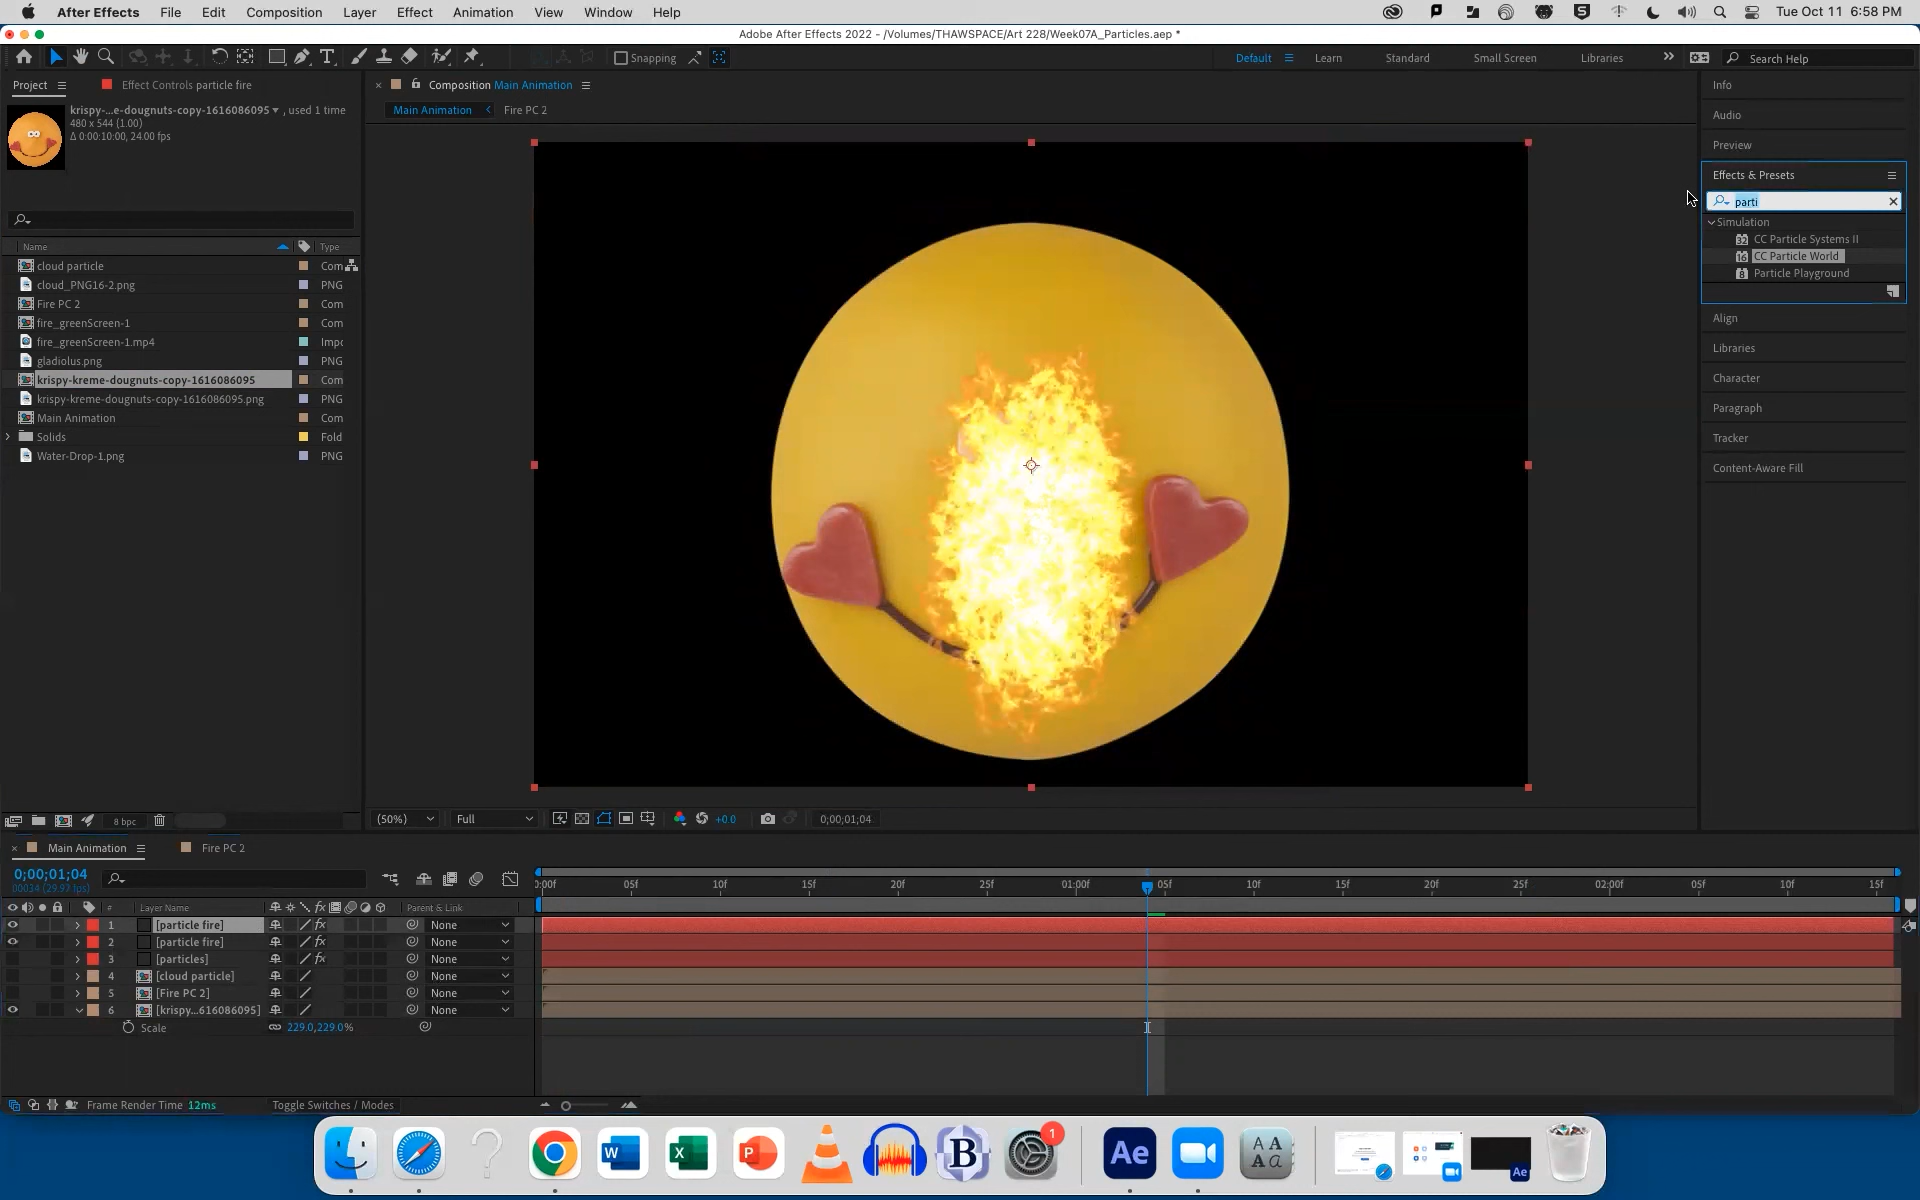 After Effects File Edit Composition Layer Effect Animation View Window Help Tue Oct 11 6:58 PM
Adobe After Effects 2022 - /Volumes/THAWSPACE/Art 228/Week07A_Particles.aep *
Snapping Default Learn Standard Small Screen Libraries Search Help
Project Effect Controls particle fire
Composition Main Animation
Info
krispy-...e-dougnuts-copy-1616086095 , used 1 time
480 x 544 (1.00)
Δ 0:00:10:00, 24.00 fps
Main Animation Fire PC 2
Audio
Preview
Effects & Presets
parti
Simulation
32 CC Particle Systems II
16 CC Particle World
8 Particle Playground
Align
Libraries
Character
Paragraph
Tracker
Content-Aware Fill
Name Type
cloud particle Com
cloud_PNG16-2.png PNG
Fire PC 2 Com
fire_greenScreen-1 Com
fire_greenScreen-1.mp4 Impc
gladiolus.png PNG
krispy-kreme-dougnuts-copy-1616086095 Com
krispy-kreme-dougnuts-copy-1616086095.png PNG
Main Animation Com
Solids Fold
Water-Drop-1.png PNG
8 bpc
(50%) Full +0.0 0;00;01;04
Main Animation Fire PC 2
0;00;01;04
00034 (29.97 fps)
0:00f 05f 10f 15f 20f 25f 01:00f 05f 10f 15f 20f 25f 02:00f 05f 10f 15f
# Layer Name fx Parent & Link
1 [particle fire] fx None
2 [particle fire] fx None
3 [particles] fx None
4 [cloud particle] None
5 [Fire PC 2] None
6 [krispy...616086095] None
Scale 229.0,229.0%
Frame Render Time 12ms Toggle Switches / Modes
W X P B 1 Ae A A A a Ae